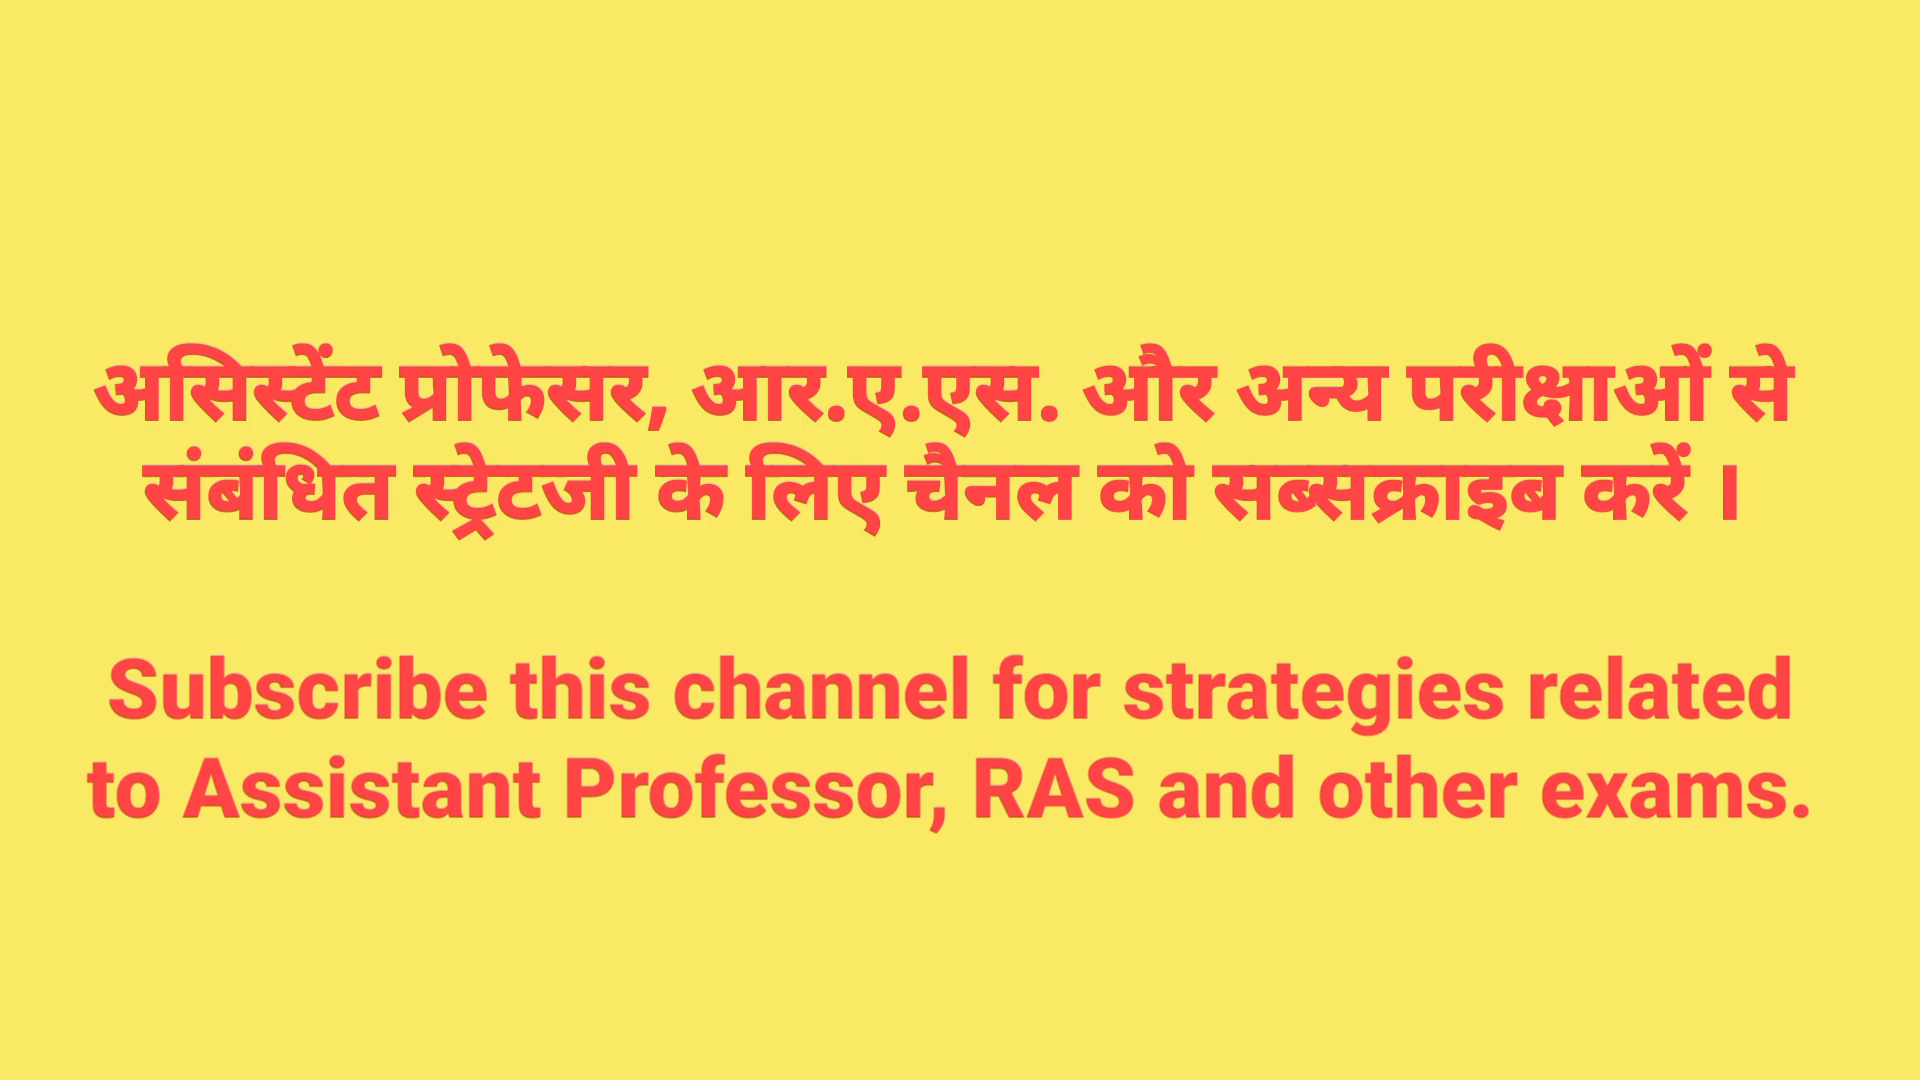 असिस्टेंट प्रोफेसर, आर.ए.एस. और अन्य परीक्षाओं से
संबंधित स्ट्रेटजी के लिए चैनल को सब्सक्राइब करें ।
Subscribe this channel for strategies related
to Assistant Professor, RAS and other exams.